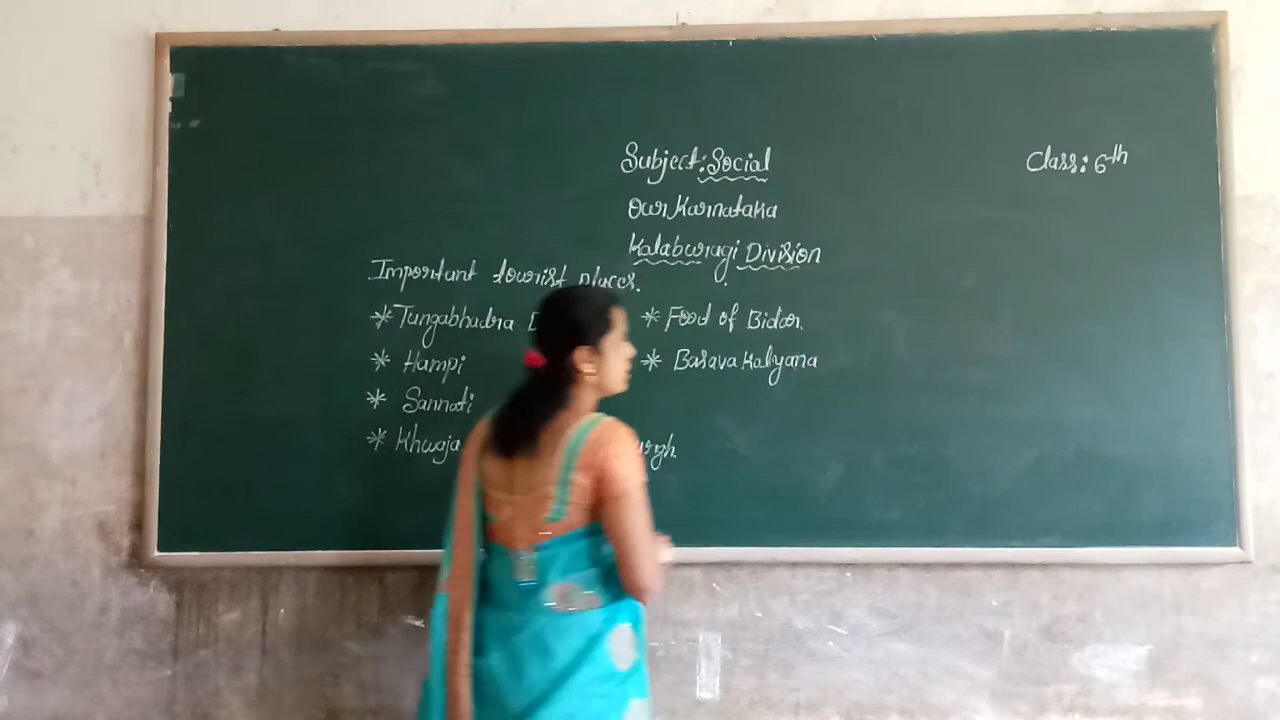 Subject: Social
Class: 6th
Our Karnataka
Kalaburagi Division
Important tourist places.
* Tungabhadra
* Food of Bidar.
* Hampi
* Basava Kalyana
* Sannati
* Khwaja